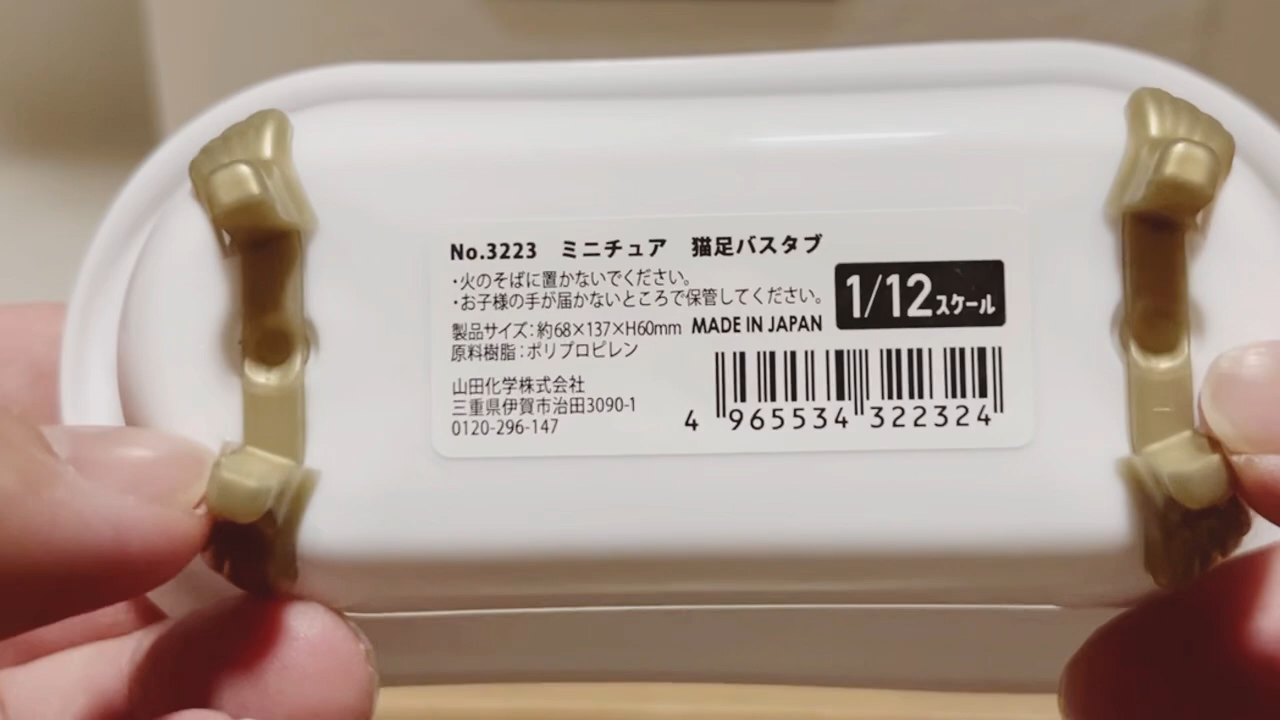 No.3223 ミニチュア 猫足バスタブ
・火のそばに置かないでください。
・お子様の手が届かないところで保管してください。
1/12スケール
製品サイズ：約68×137×H60mm MADE IN JAPAN
原料樹脂：ポリプロピレン
山田化学株式会社
三重県伊賀市治田3090-1
0120-296-147
4 965534 322324